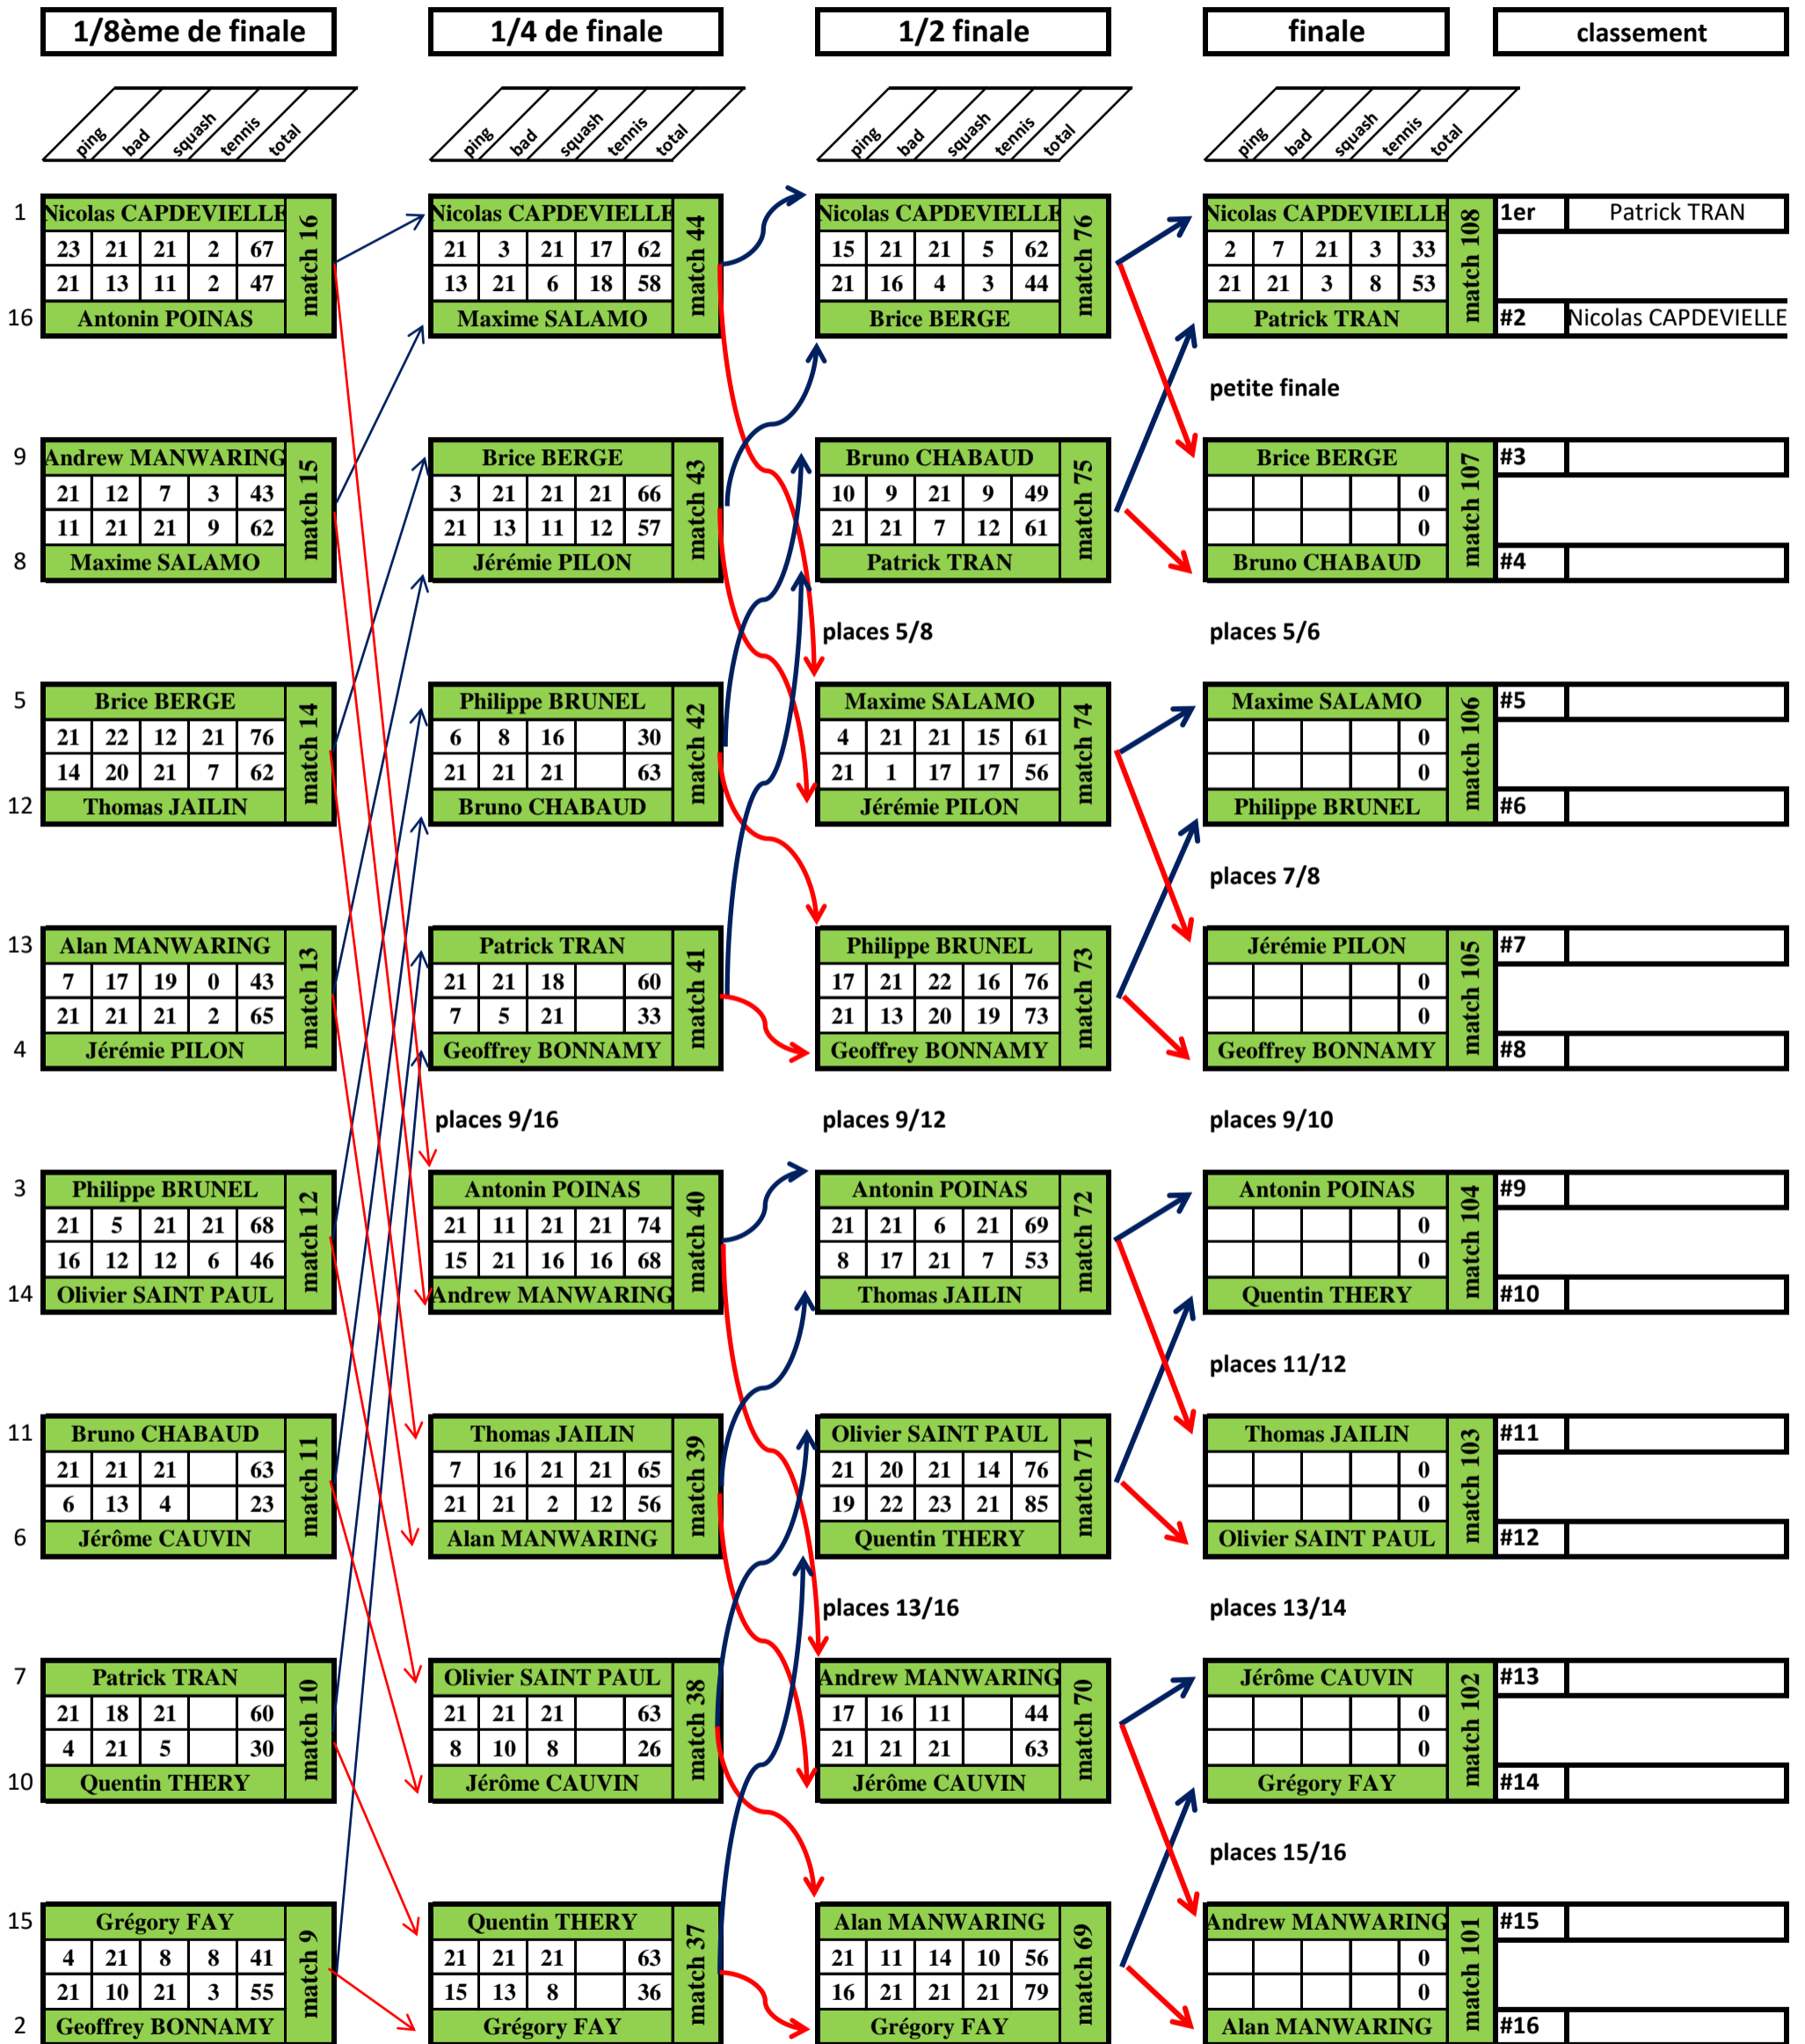 1/8ème de finale 1/4 de finale 1/2 finale finale classement
ping bad squash tennis total ping bad squash tennis total ping bad squash tennis total ping bad squash tennis total
1 Nicolas CAPDEVIELLE match 16 Nicolas CAPDEVIELLE match 44 Nicolas CAPDEVIELLE match 76 Nicolas CAPDEVIELLE match 108 1er Patrick TRAN
23 21 21 2 67 21 3 21 17 62 15 21 21 5 62 2 7 21 3 33
21 13 11 2 47 13 21 6 18 58 21 16 4 3 44 21 21 3 8 53
16 Antonin POINAS Maxime SALAMO Brice BERGE Patrick TRAN #2 Nicolas CAPDEVIELLE
petite finale
9 Andrew MANWARING match 15 Brice BERGE match 43 Bruno CHABAUD match 75 Brice BERGE match 107 #3
21 12 7 3 43 3 21 21 21 66 10 9 21 9 49 0
11 21 21 9 62 21 13 11 12 57 21 21 7 12 61 0
8 Maxime SALAMO Jérémie PILON Patrick TRAN Bruno CHABAUD #4
places 5/8 places 5/6
5 Brice BERGE match 14 Philippe BRUNEL match 42 Maxime SALAMO match 74 Maxime SALAMO match 106 #5
21 22 12 21 76 6 8 16 30 4 21 21 15 61 0
14 20 21 7 62 21 21 21 63 21 1 17 17 56 0
12 Thomas JAILIN Bruno CHABAUD Jérémie PILON Philippe BRUNEL #6
places 7/8
13 Alan MANWARING match 13 Patrick TRAN match 41 Philippe BRUNEL match 73 Jérémie PILON match 105 #7
7 17 19 0 43 21 21 18 60 17 21 22 16 76 0
21 21 21 2 65 7 5 21 33 21 13 20 19 73 0
4 Jérémie PILON Geoffrey BONNAMY Geoffrey BONNAMY Geoffrey BONNAMY #8
places 9/16 places 9/12 places 9/10
3 Philippe BRUNEL match 12 Antonin POINAS match 40 Antonin POINAS match 72 Antonin POINAS match 104 #9
21 5 21 21 68 21 11 21 21 74 21 21 6 21 69 0
16 12 12 6 46 15 21 16 16 68 8 17 21 7 53 0
14 Olivier SAINT PAUL Andrew MANWARING Thomas JAILIN Quentin THERY #10
places 11/12
11 Bruno CHABAUD match 11 Thomas JAILIN match 39 Olivier SAINT PAUL match 71 Thomas JAILIN match 103 #11
21 21 21 63 7 16 21 21 65 21 20 21 14 76 0
6 13 4 23 21 21 2 12 56 19 22 23 21 85 0
6 Jérôme CAUVIN Alan MANWARING Quentin THERY Olivier SAINT PAUL #12
places 13/16 places 13/14
7 Patrick TRAN match 10 Olivier SAINT PAUL match 38 Andrew MANWARING match 70 Jérôme CAUVIN match 102 #13
21 18 21 60 21 21 21 63 17 16 11 44 0
4 21 5 30 8 10 8 26 21 21 21 63 0
10 Quentin THERY Jérôme CAUVIN Jérôme CAUVIN Grégory FAY #14
places 15/16
15 Grégory FAY match 9 Quentin THERY match 37 Alan MANWARING match 69 Andrew MANWARING match 101 #15
4 21 8 8 41 21 21 21 63 21 11 14 10 56 0
21 10 21 3 55 15 13 8 36 16 21 21 21 79 0
2 Geoffrey BONNAMY Grégory FAY Grégory FAY Alan MANWARING #16